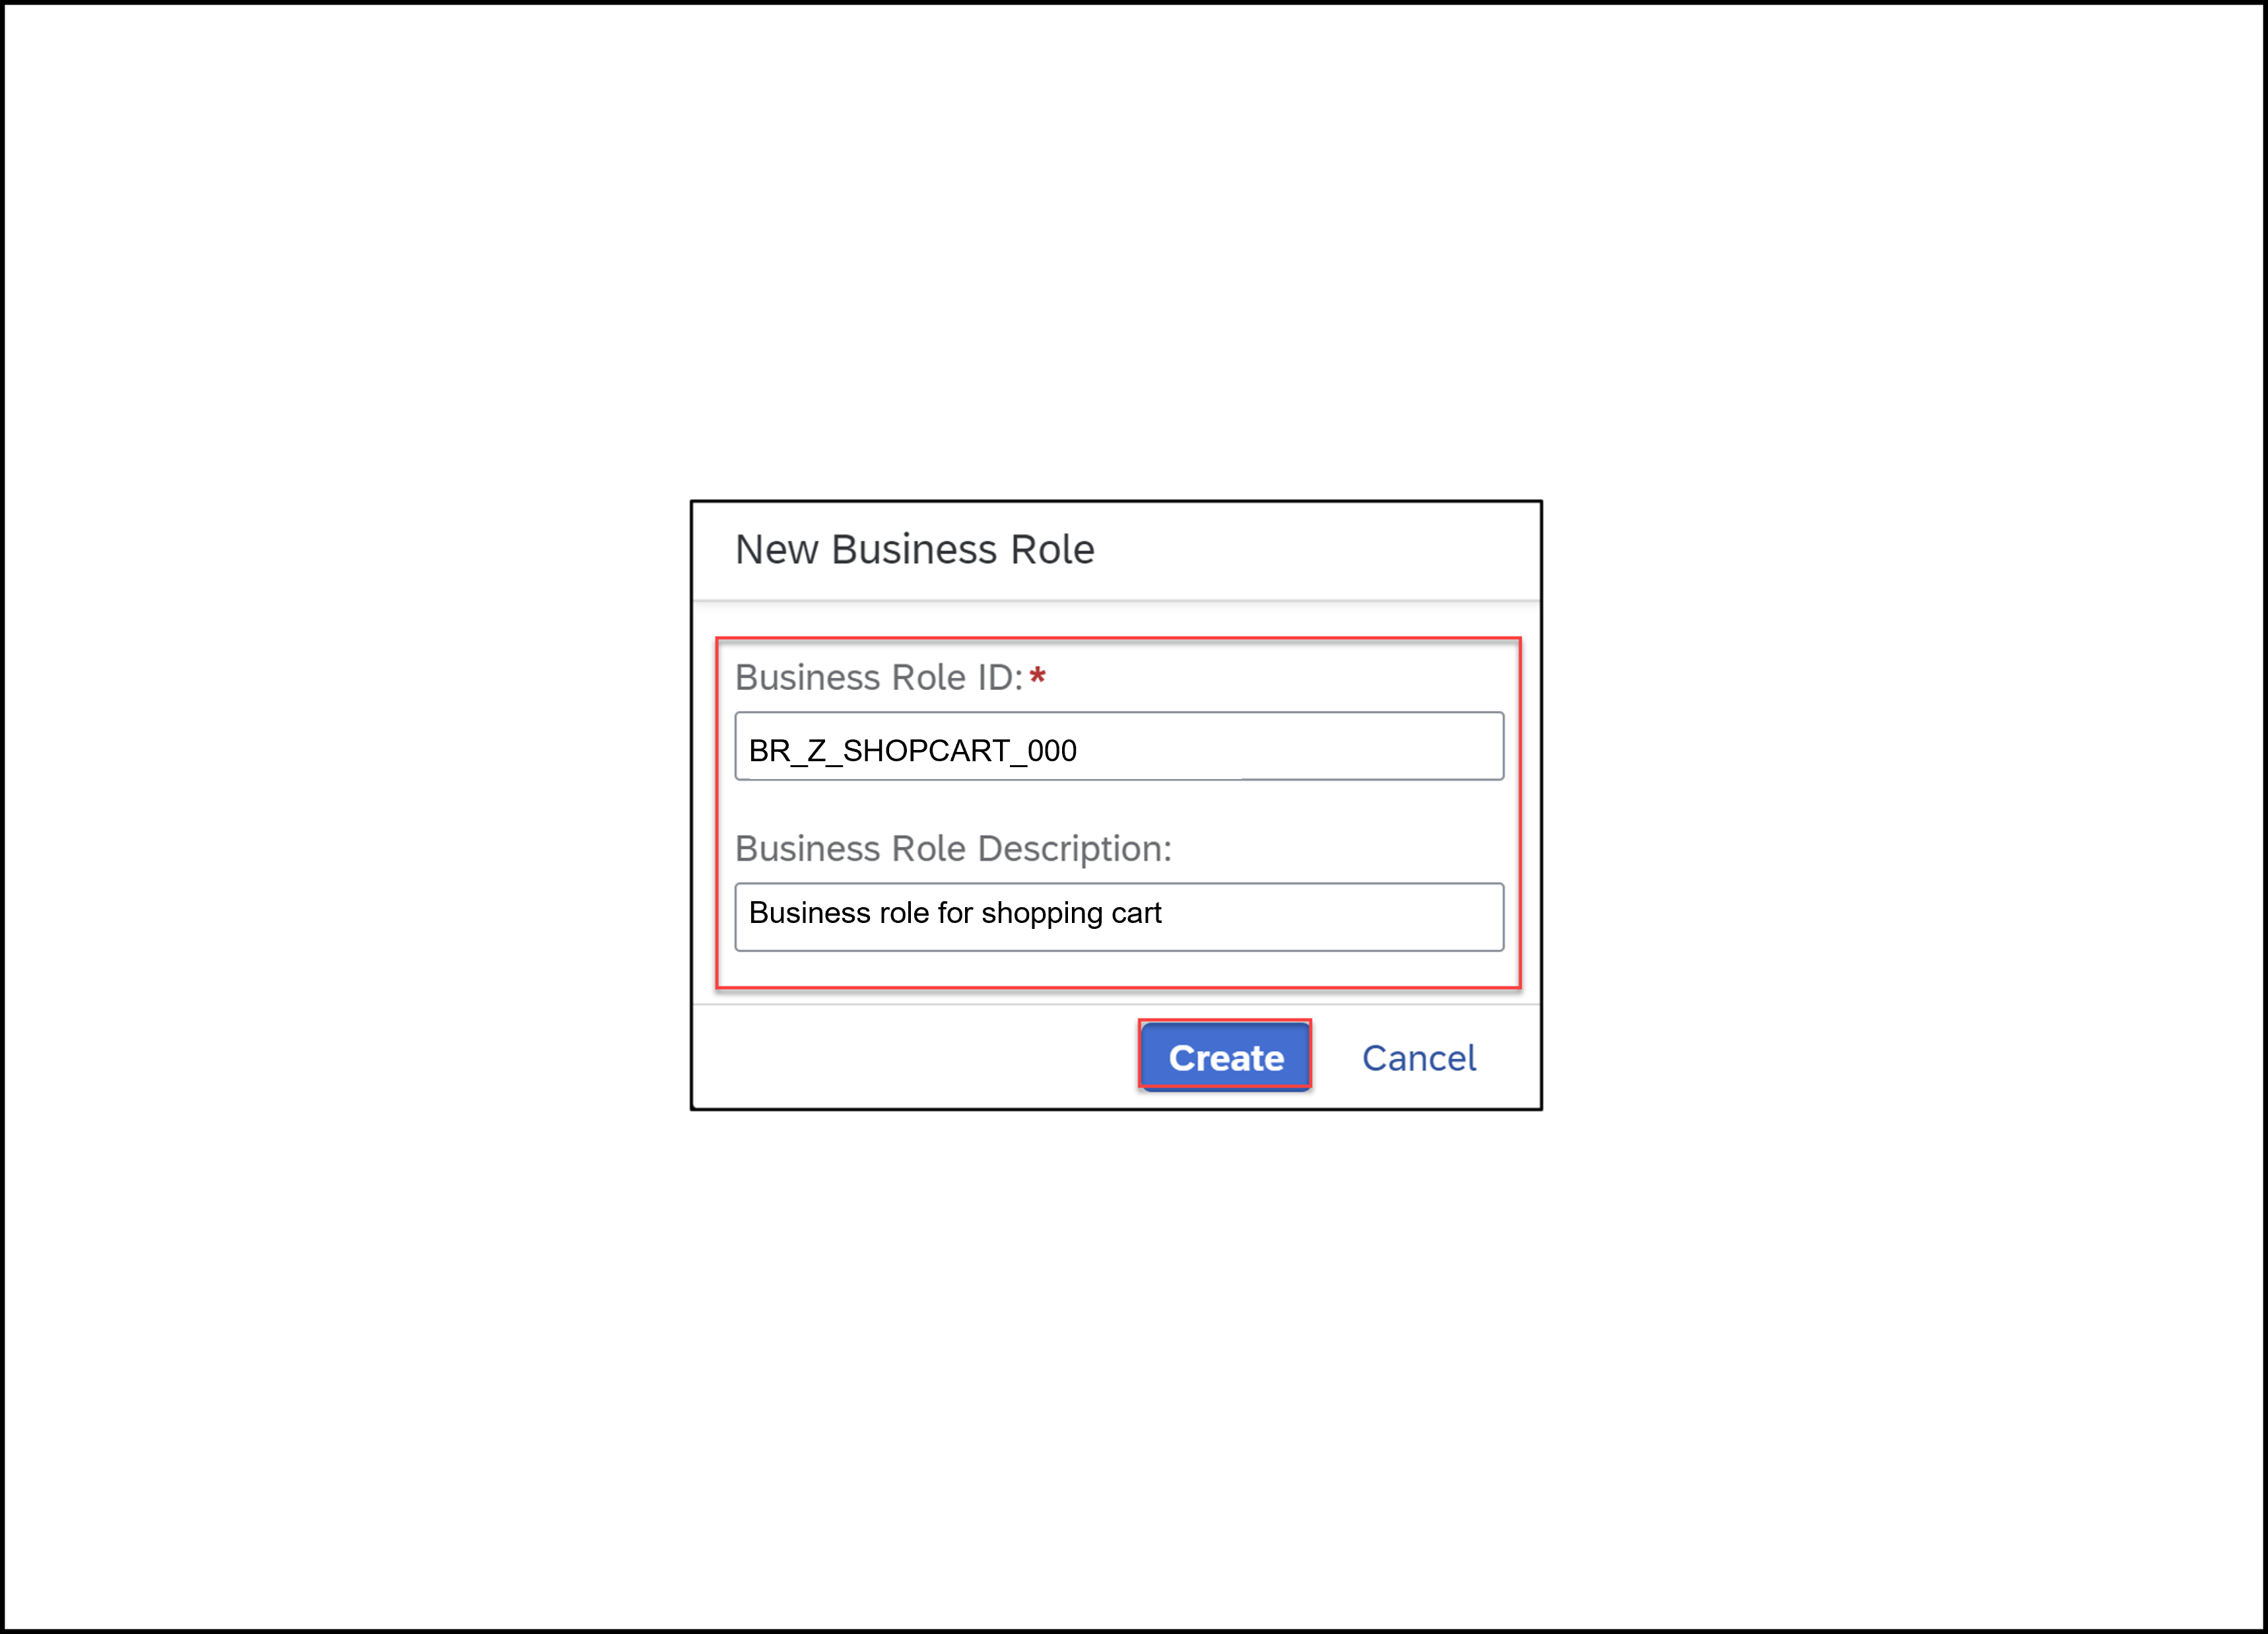 New Business Role
Business Role ID:*
BR_Z_SHOPCART_000
Business Role Description:
Business role for shopping cart
Create Cancel